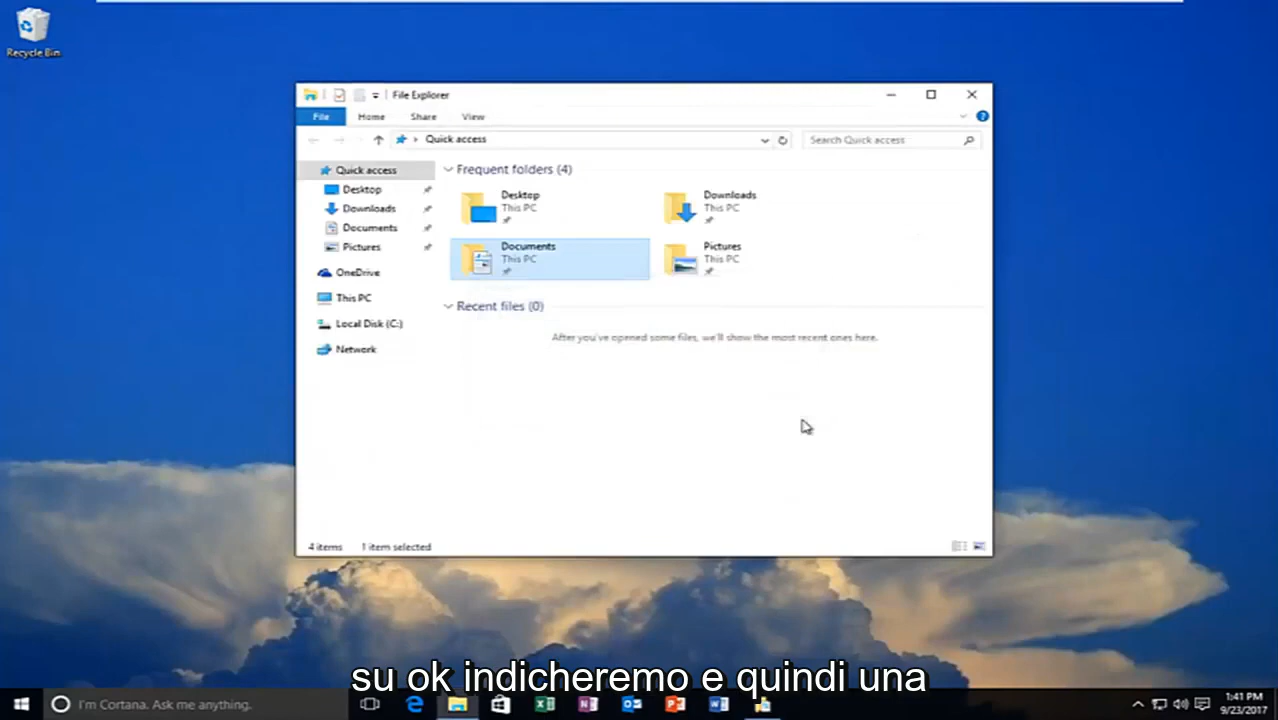 Recycle Bin
File Explorer
File Home Share View
Quick access
Search Quick access
Quick access
Desktop
Downloads
Documents
Pictures
OneDrive
This PC
Local Disk (C:)
Network
Frequent folders (4)
Desktop
This PC
Downloads
This PC
Documents
This PC
Pictures
This PC
Recent files (0)
After you've opened some files, we'll show the most recent ones here.
4 items 1 item selected
su ok indicheremo e quindi una
I'm Cortana. Ask me anything.
1:41 PM
9/23/2017